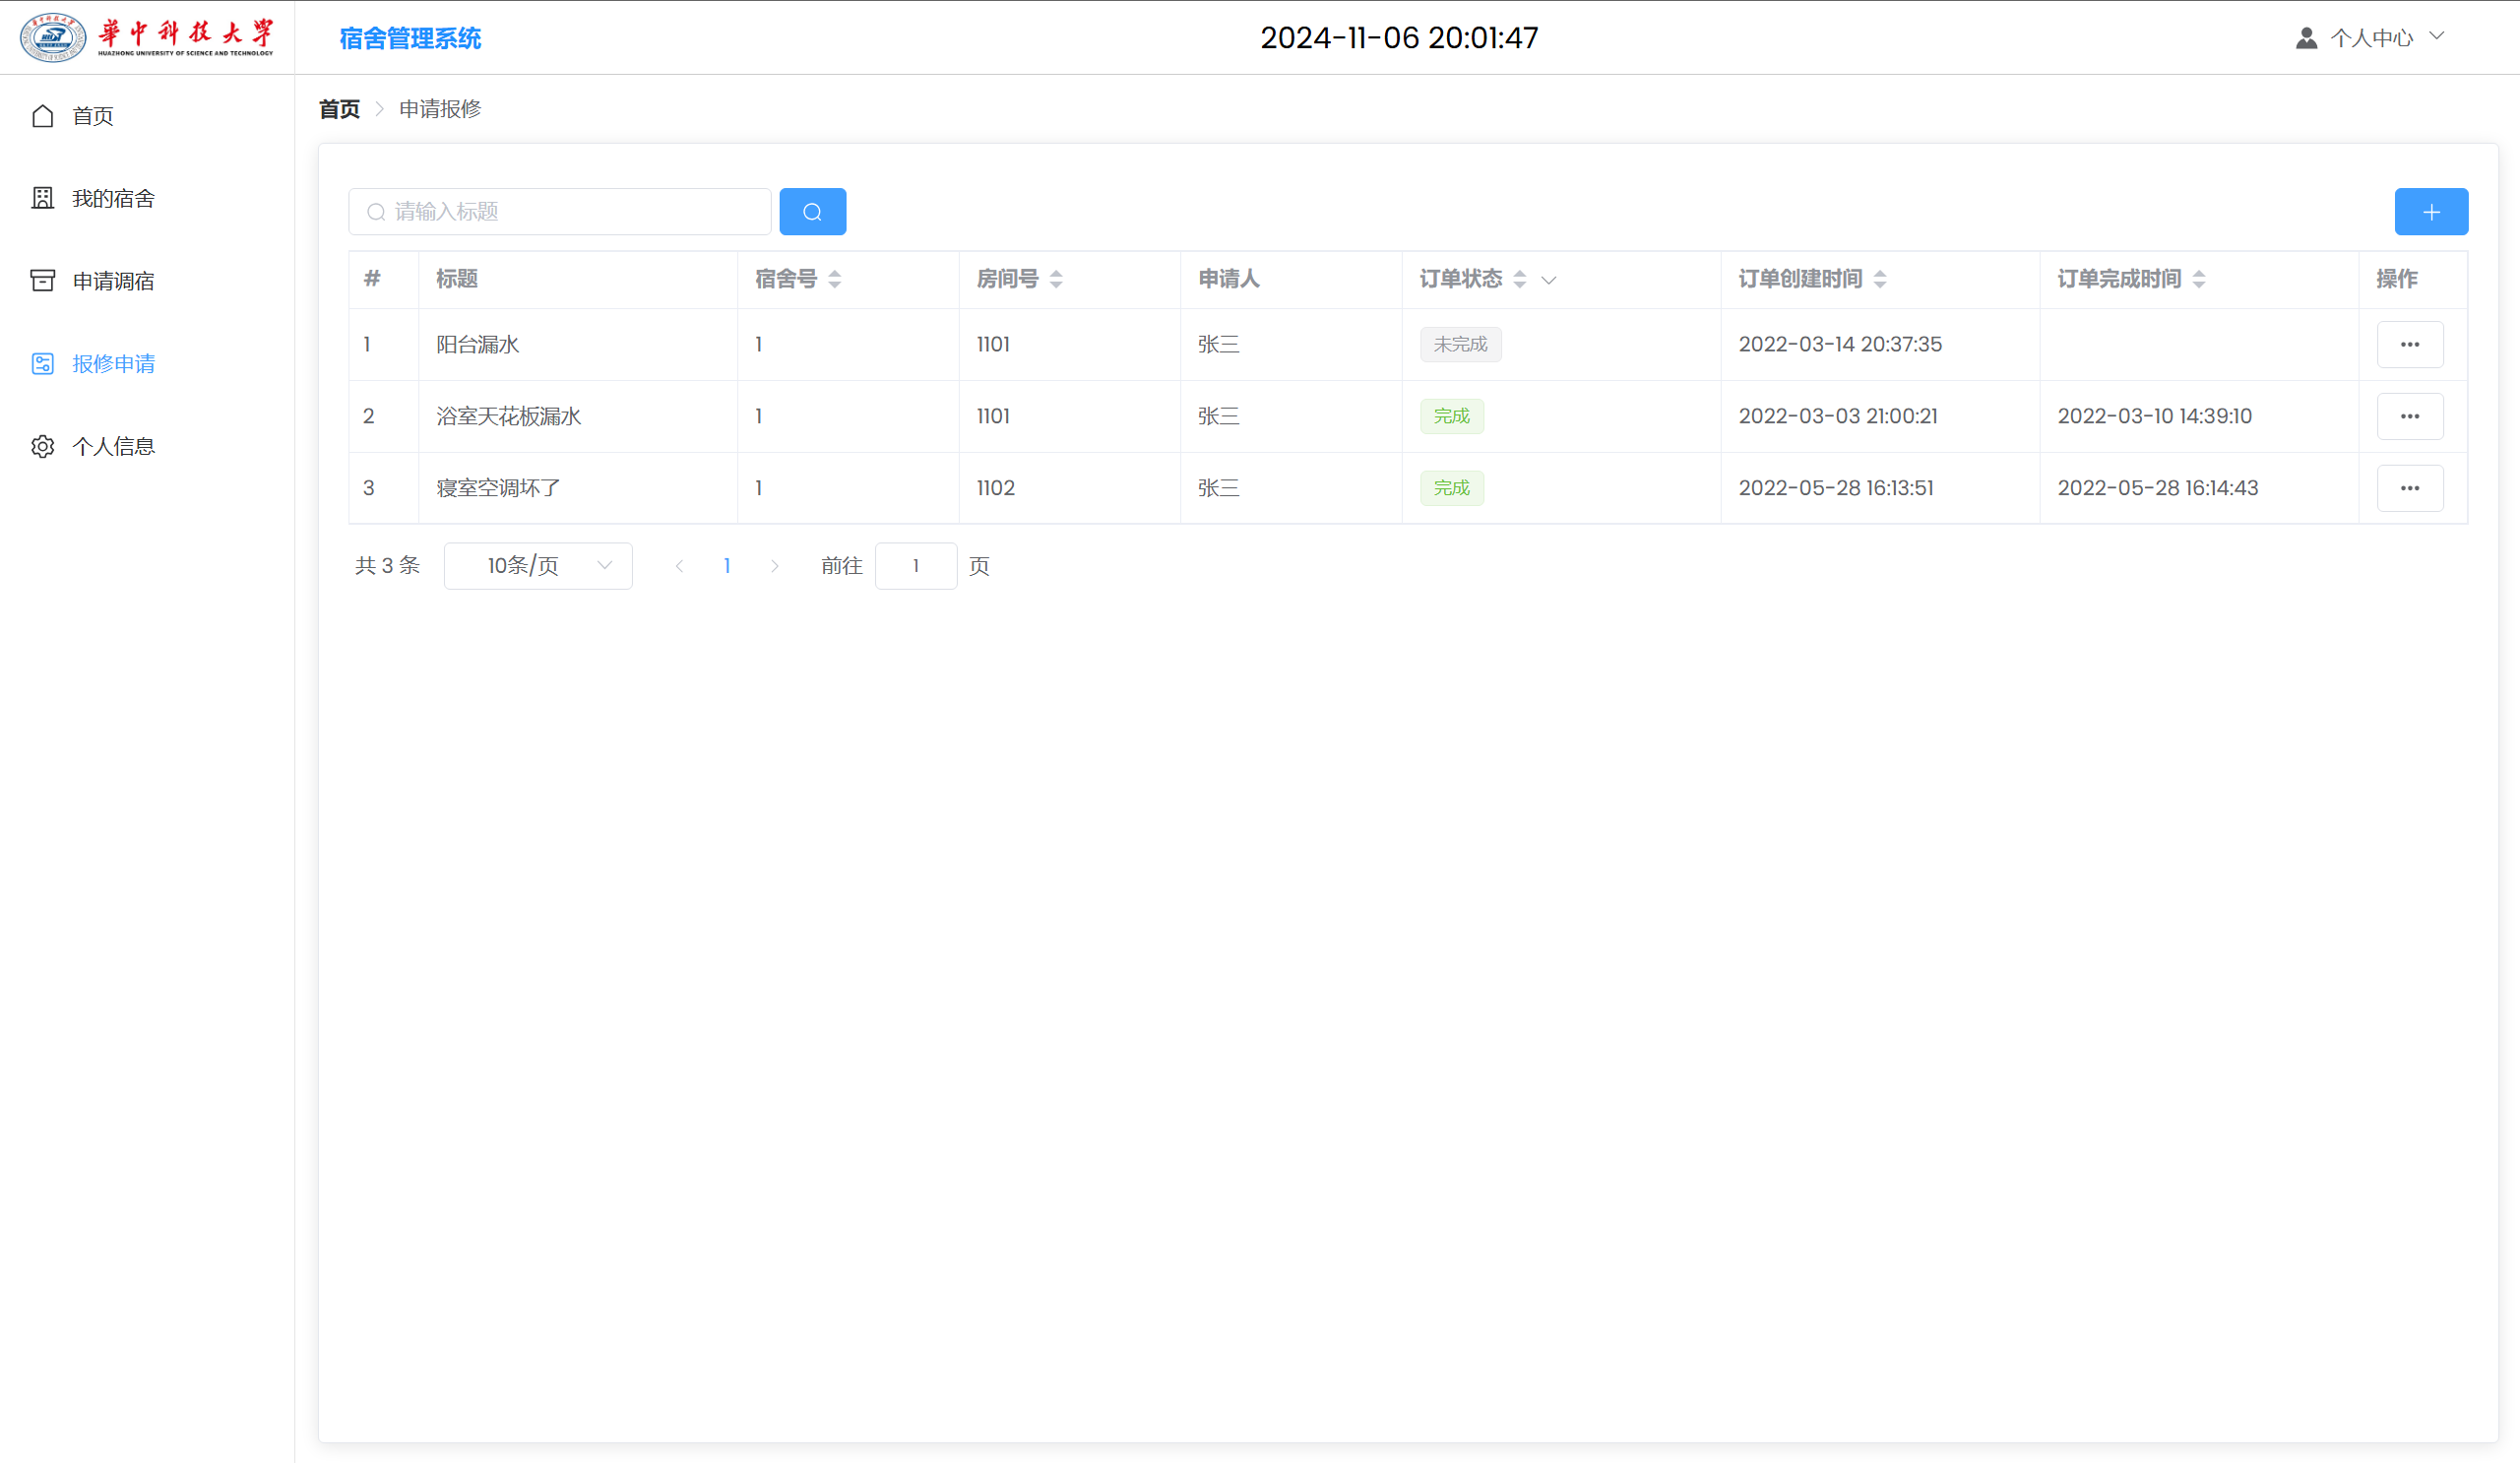 華中科技大学
HUAZHONG UNIVERSITY OF SCIENCE AND TECHNOLOGY
宿舍管理系统
2024-11-06 20:01:47
个人中心
首页
我的宿舍
申请调宿
报修申请
个人信息
首页 申请报修
请输入标题
# 标题 宿舍号 房间号 申请人 订单状态 订单创建时间 订单完成时间 操作
1 阳台漏水 1 1101 张三 未完成 2022-03-14 20:37:35
2 浴室天花板漏水 1 1101 张三 完成 2022-03-03 21:00:21 2022-03-10 14:39:10
3 寝室空调坏了 1 1102 张三 完成 2022-05-28 16:13:51 2022-05-28 16:14:43
共 3 条 10条/页 1 前往 1 页